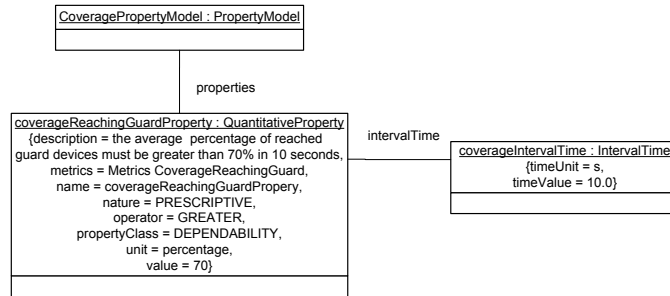 CoveragePropertyModel : PropertyModel
properties
coverageReachingGuardProperty : QuantitativeProperty
{description = the average percentage of reached
guard devices must be greater than 70% in 10 seconds,
metrics = Metrics CoverageReachingGuard,
name = coverageReachingGuardPropery,
nature = PRESCRIPTIVE,
operator = GREATER,
propertyClass = DEPENDABILITY,
unit = percentage,
value = 70}
intervalTime
coverageIntervalTime : IntervalTime
{timeUnit = s,
timeValue = 10.0}